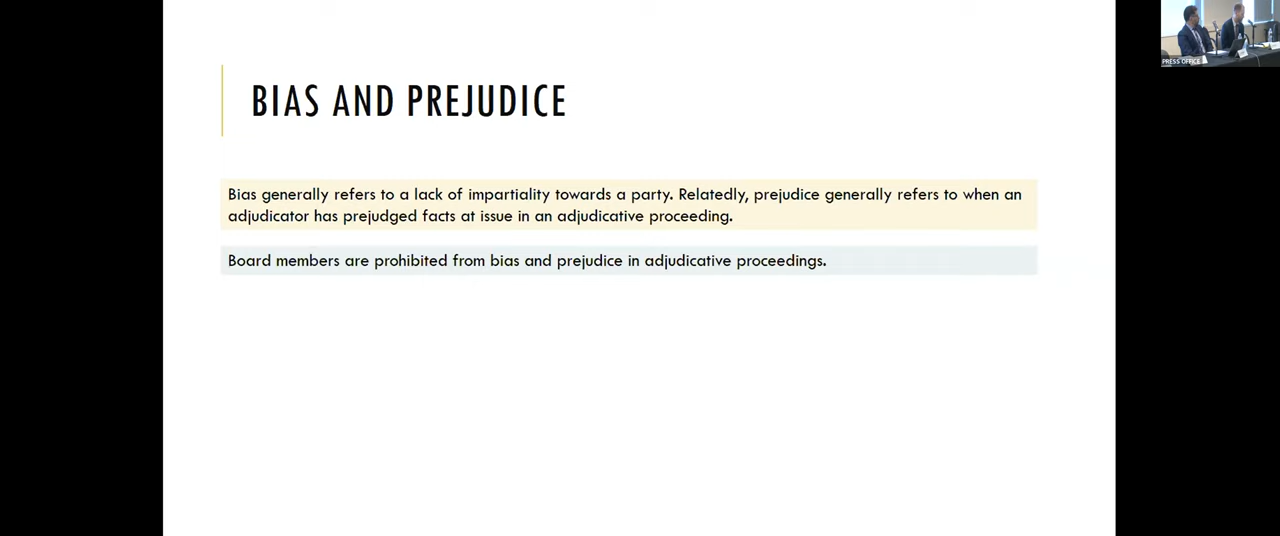 PRESS OFFICE
BIAS AND PREJUDICE
Bias generally refers to a lack of impartiality towards a party. Relatedly, prejudice generally refers to when an
adjudicator has prejudged facts at issue in an adjudicative proceeding.
Board members are prohibited from bias and prejudice in adjudicative proceedings.